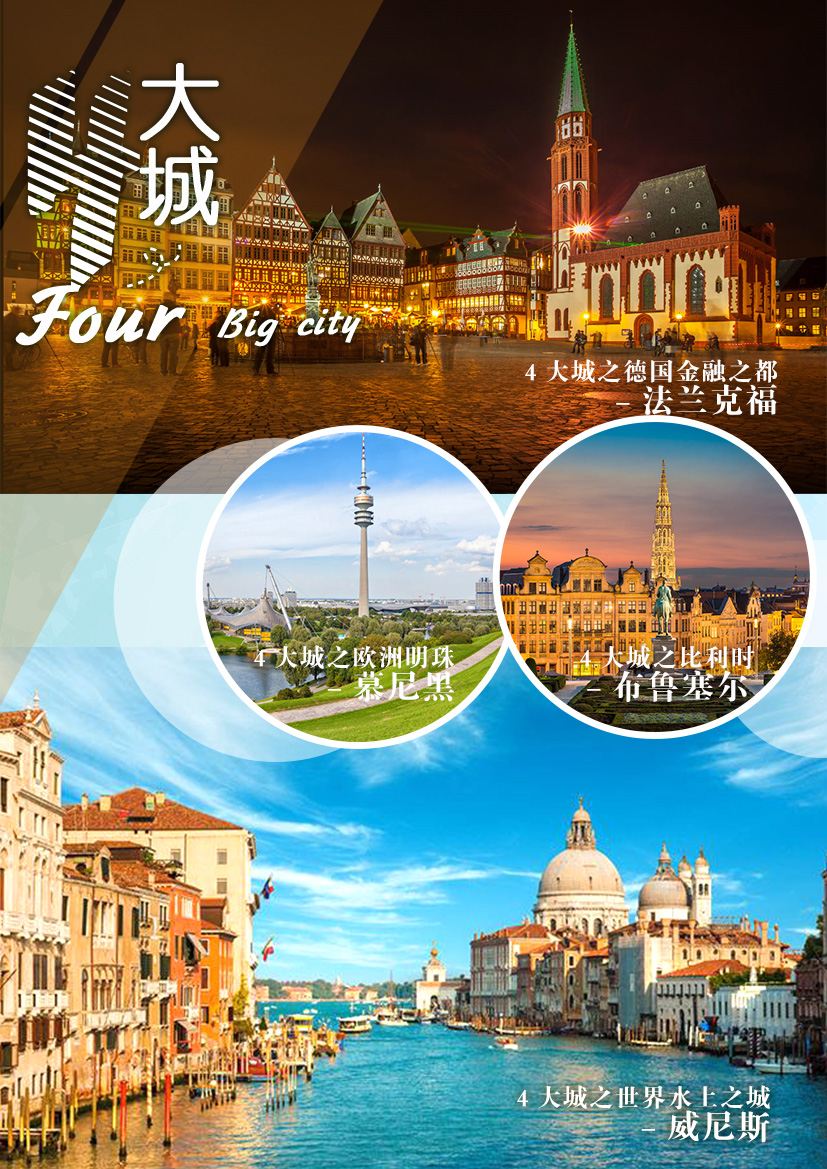 4大城
Four Big city
4 大城之德国金融之都
– 法兰克福
4 大城之欧洲明珠
– 慕尼黑
4 大城之比利时
– 布鲁塞尔
4 大城之世界水上之城
– 威尼斯